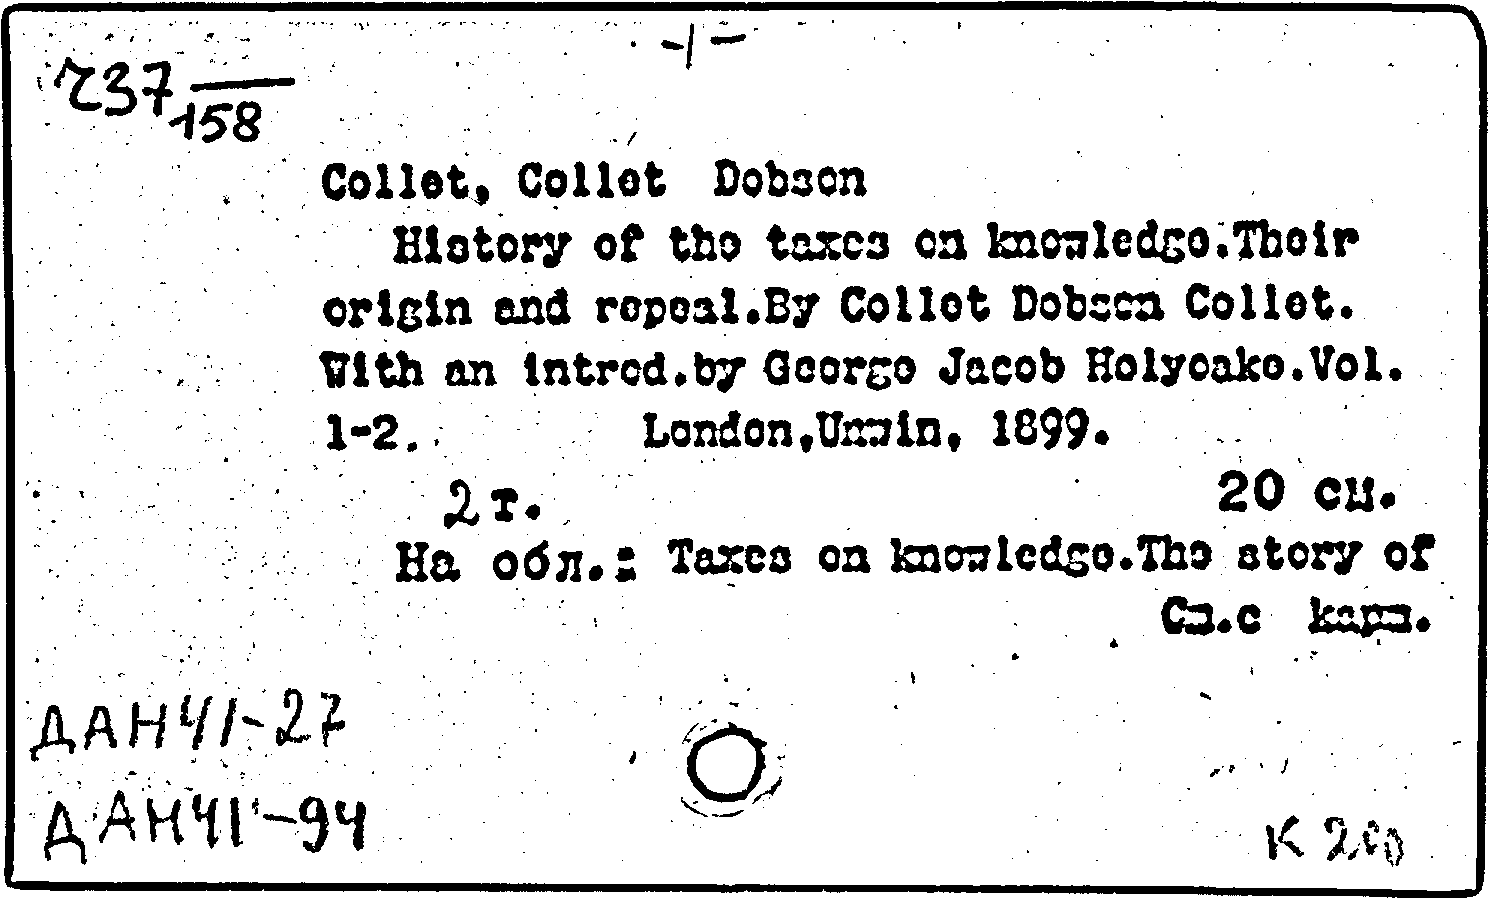 -/-
Ч37
158
Collet, Collet Dobson
History of the taxes on knowledge.Their
origin and repeal.By Collet Dobson Collet.
With an introd.by George Jacob Holyoake.Vol.
1-2. London,Unwin, 1899.
2 т. 20 см.
На обл.: Taxes on knowledge.The story of
См.с карт.
ДАН41-27
ДАН41-94
К 200